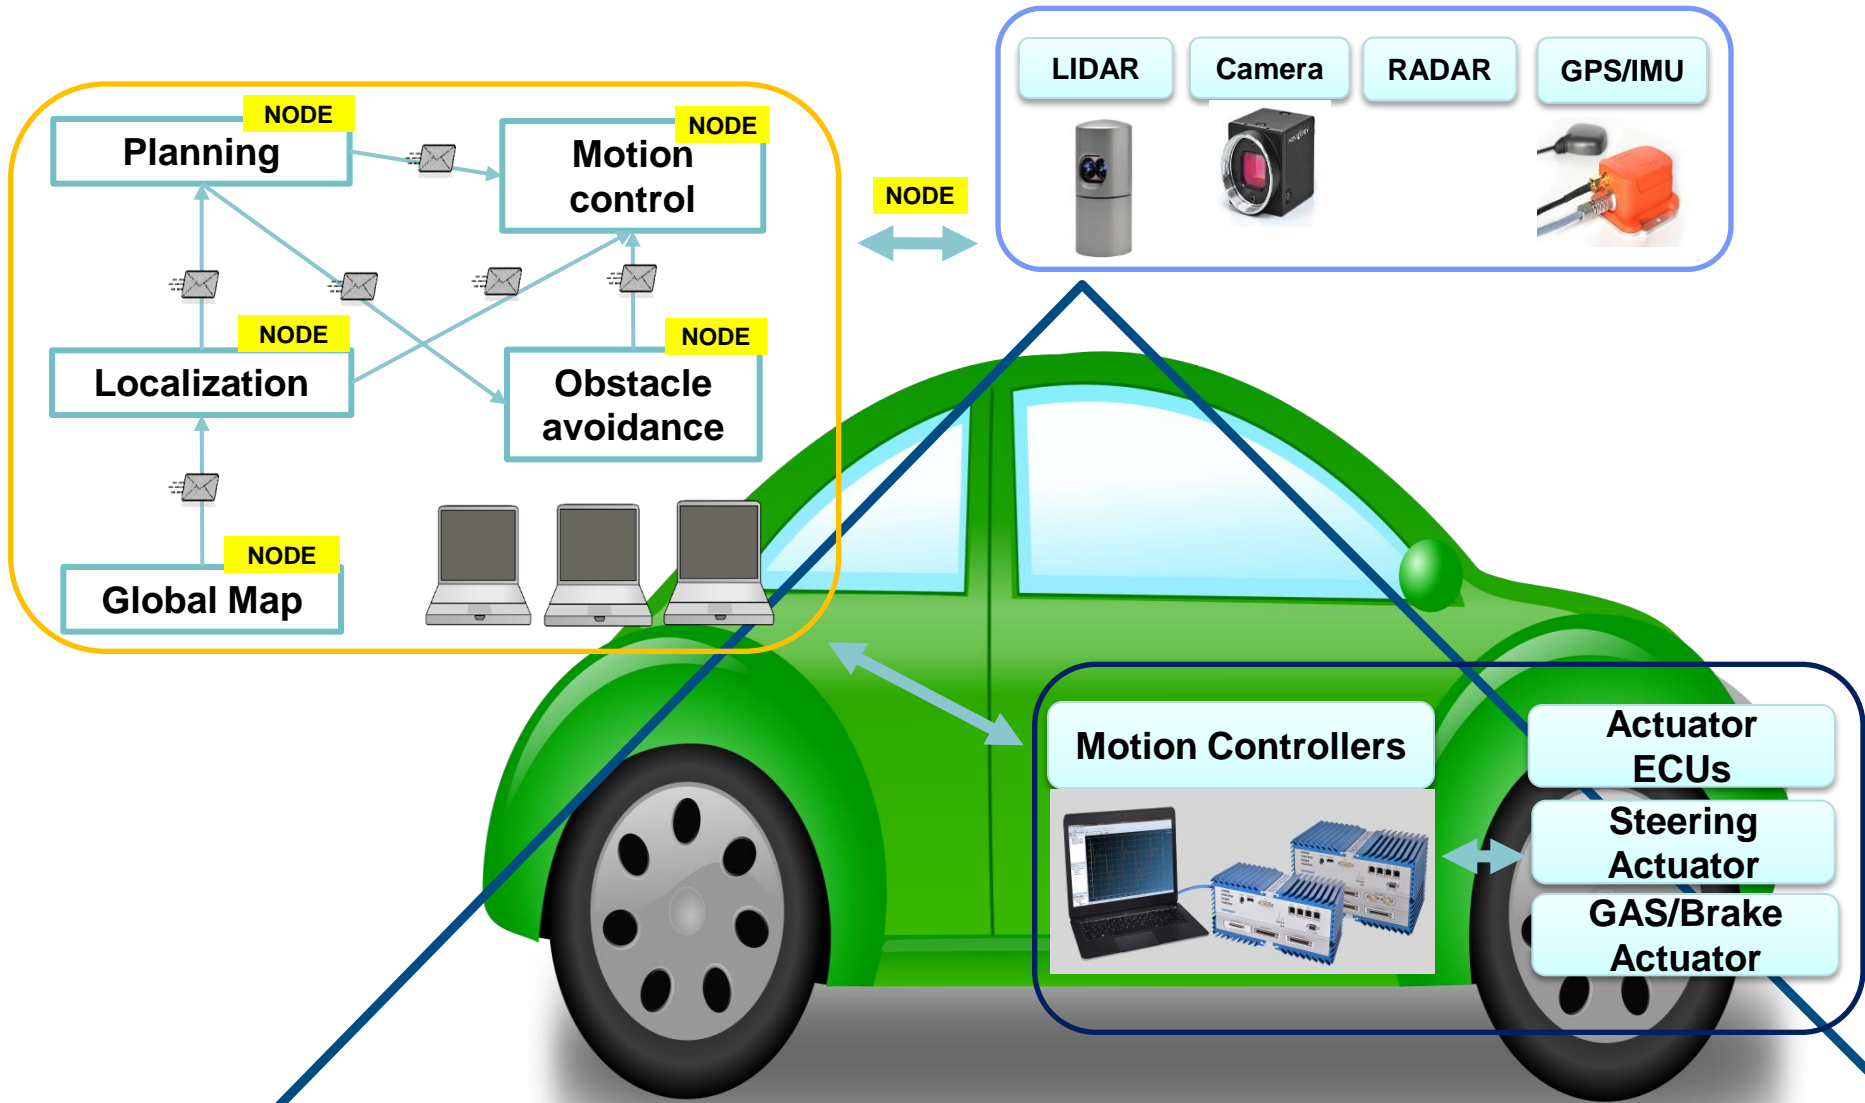 LIDAR
Camera
RADAR
GPS/IMU
NODE
Planning
NODE
Motion
control
NODE
NODE
Localization
NODE
Obstacle
avoidance
NODE
Global Map
Motion Controllers
Actuator
ECUs
Steering
Actuator
GAS/Brake
Actuator